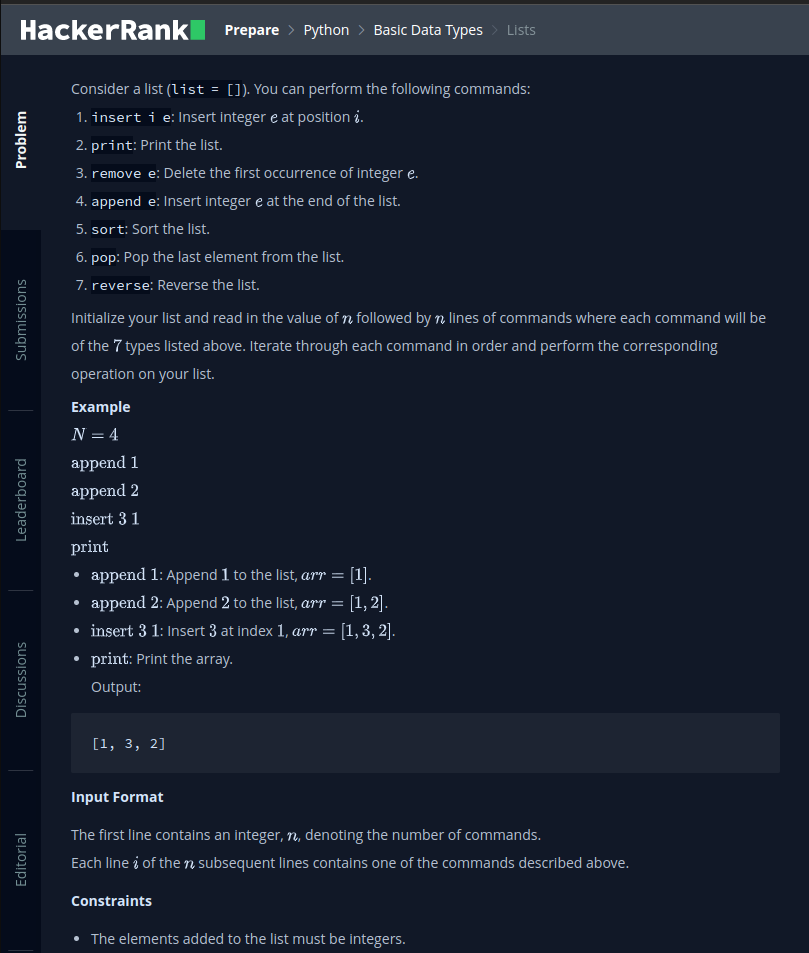 HackerRank
Prepare > Python > Basic Data Types > Lists
Problem
Submissions
Leaderboard
Discussions
Editorial
Consider a list (list = []). You can perform the following commands:
1. insert i e: Insert integer e at position i.
2. print: Print the list.
3. remove e: Delete the first occurrence of integer e.
4. append e: Insert integer e at the end of the list.
5. sort: Sort the list.
6. pop: Pop the last element from the list.
7. reverse: Reverse the list.
Initialize your list and read in the value of n followed by n lines of commands where each command will be
of the 7 types listed above. Iterate through each command in order and perform the corresponding
operation on your list.
Example
N = 4
append 1
append 2
insert 3 1
print
• append 1: Append 1 to the list, arr = [1].
• append 2: Append 2 to the list, arr = [1, 2].
• insert 3 1: Insert 3 at index 1, arr = [1, 3, 2].
• print: Print the array.
Output:
[1, 3, 2]
Input Format
The first line contains an integer, n, denoting the number of commands.
Each line i of the n subsequent lines contains one of the commands described above.
Constraints
• The elements added to the list must be integers.